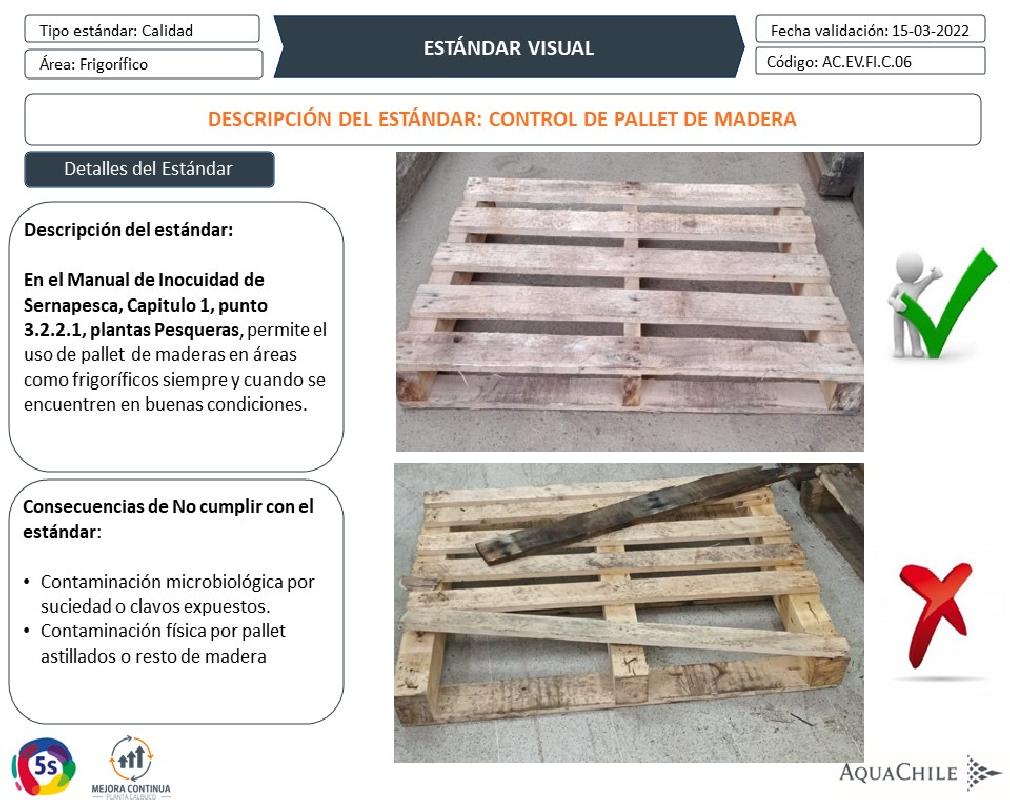 Tipo estándar: Calidad
Área: Frigorífico
ESTÁNDAR VISUAL
Fecha validación: 15-03-2022
Código: AC.EV.FI.C.06
DESCRIPCIÓN DEL ESTÁNDAR: CONTROL DE PALLET DE MADERA
Detalles del Estándar
Descripción del estándar:
En el Manual de Inocuidad de
Sernapesca, Capitulo 1, punto
3.2.2.1, plantas Pesqueras, permite el
uso de pallet de maderas en áreas
como frigoríficos siempre y cuando se
encuentren en buenas condiciones.
Consecuencias de No cumplir con el
estándar:
• Contaminación microbiológica por
suciedad o clavos expuestos.
• Contaminación física por pallet
astillados o resto de madera
5s
MEJORA CONTINUA
PLANTA CALBUCO
AQUACHILE